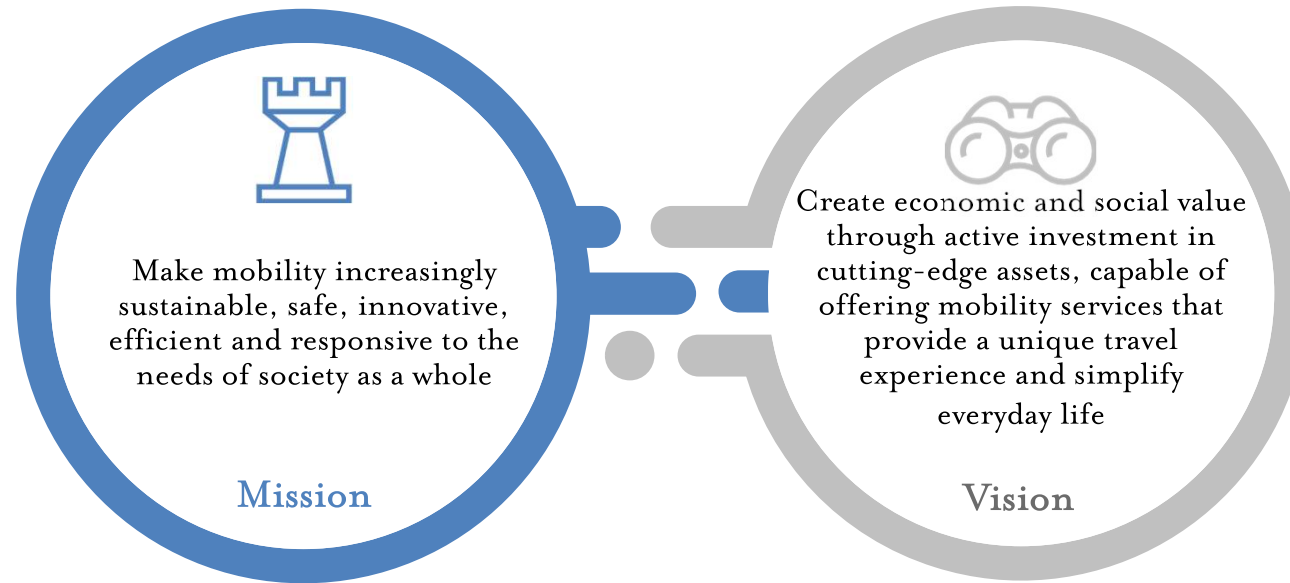 Make mobility increasingly
sustainable, safe, innovative,
efficient and responsive to the
needs of society as a whole
Mission
Create economic and social value
through active investment in
cutting-edge assets, capable of
offering mobility services that
provide a unique travel
experience and simplify
everyday life
Vision